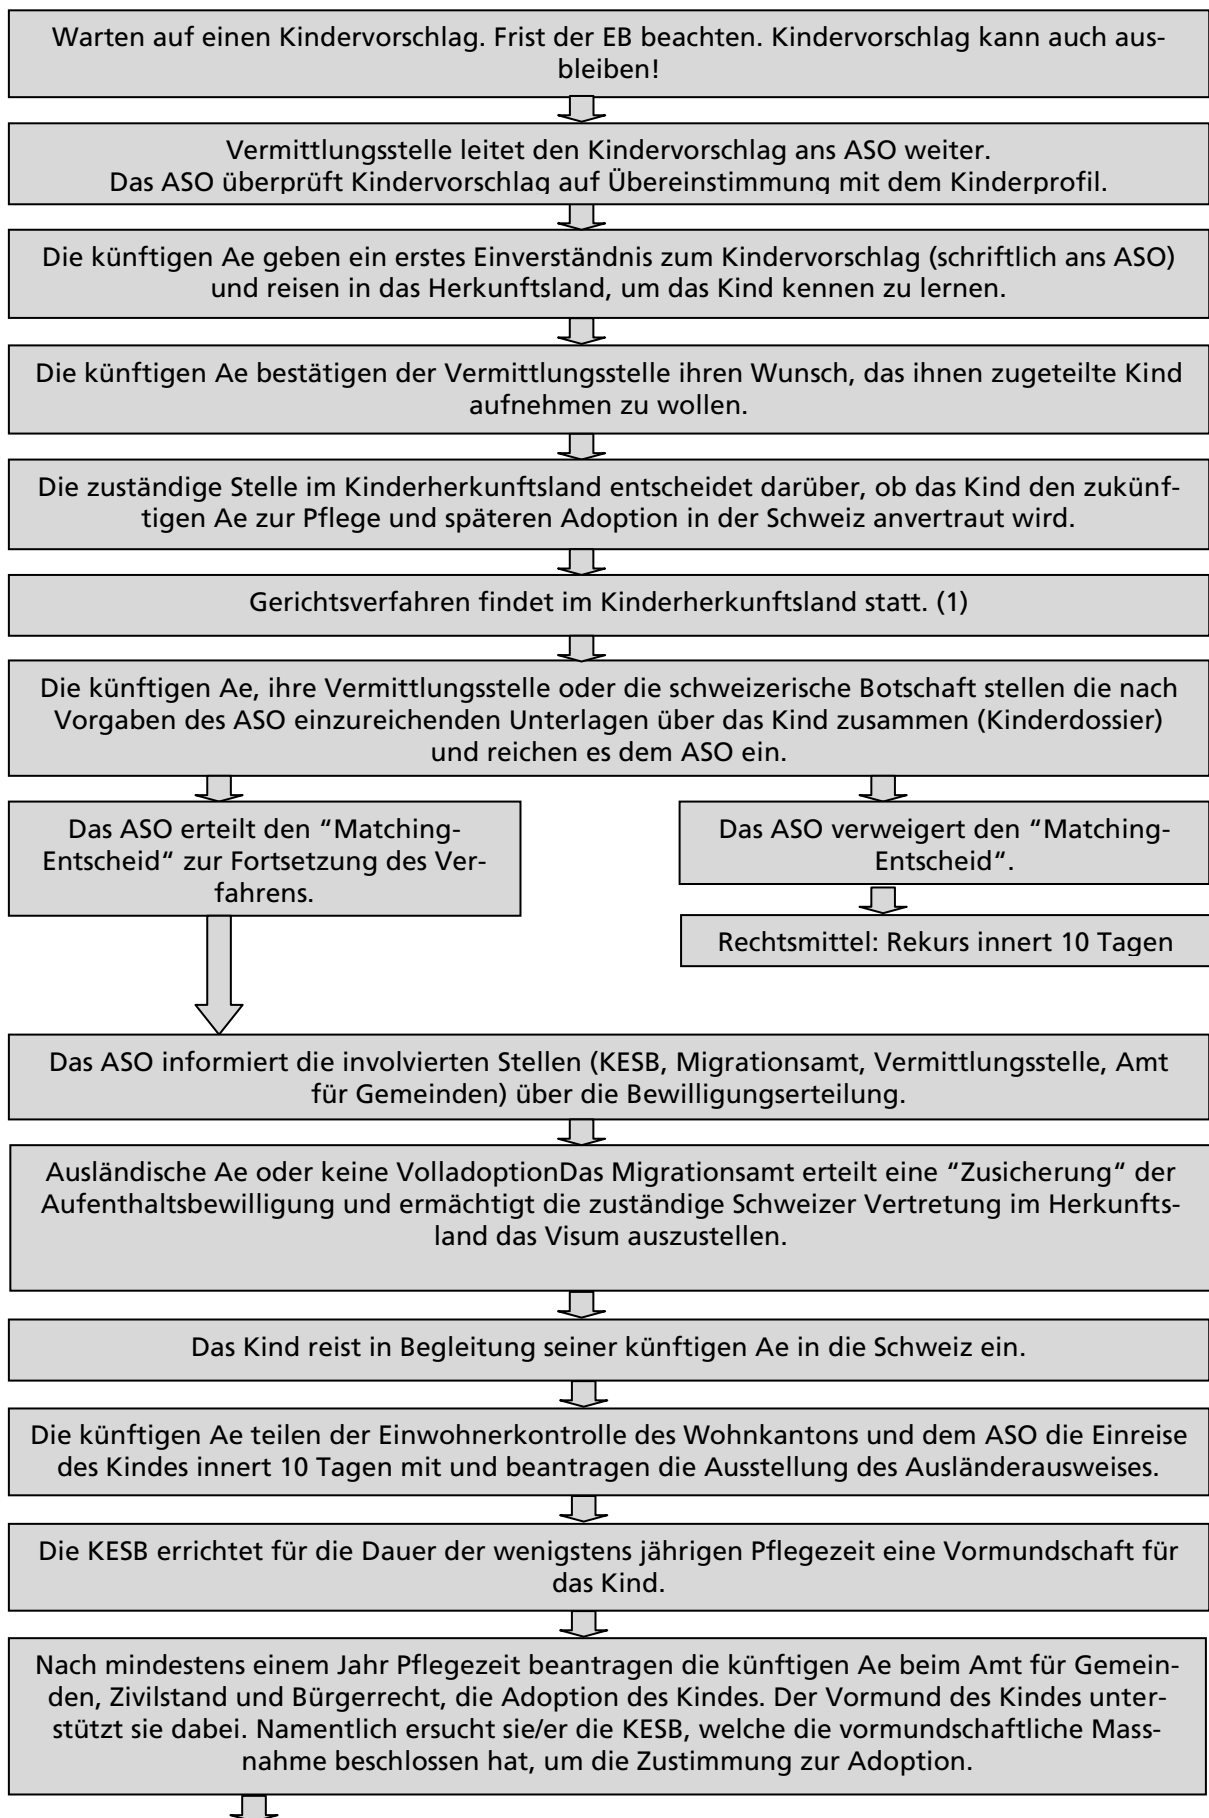 Warten auf einen Kindervorschlag. Frist der EB beachten. Kindervorschlag kann auch aus-
bleiben!
Vermittlungsstelle leitet den Kindervorschlag ans ASO weiter.
Das ASO überprüft Kindervorschlag auf Übereinstimmung mit dem Kinderprofil.
Die künftigen Ae geben ein erstes Einverständnis zum Kindervorschlag (schriftlich ans ASO)
und reisen in das Herkunftsland, um das Kind kennen zu lernen.
Die künftigen Ae bestätigen der Vermittlungsstelle ihren Wunsch, das ihnen zugeteilte Kind
aufnehmen zu wollen.
Die zuständige Stelle im Kinderherkunftsland entscheidet darüber, ob das Kind den zukünf-
tigen Ae zur Pflege und späteren Adoption in der Schweiz anvertraut wird.
Gerichtsverfahren findet im Kinderherkunftsland statt. (1)
Die künftigen Ae, ihre Vermittlungsstelle oder die schweizerische Botschaft stellen die nach
Vorgaben des ASO einzureichenden Unterlagen über das Kind zusammen (Kinderdossier)
und reichen es dem ASO ein.
Das ASO erteilt den “Matching-
Entscheid“ zur Fortsetzung des Ver-
fahrens.
Das ASO verweigert den “Matching-
Entscheid“.
Rechtsmittel: Rekurs innert 10 Tagen
Das ASO informiert die involvierten Stellen (KESB, Migrationsamt, Vermittlungsstelle, Amt
für Gemeinden) über die Bewilligungserteilung.
Ausländische Ae oder keine VolladoptionDas Migrationsamt erteilt eine “Zusicherung“ der
Aufenthaltsbewilligung und ermächtigt die zuständige Schweizer Vertretung im Herkunfts-
land das Visum auszustellen.
Das Kind reist in Begleitung seiner künftigen Ae in die Schweiz ein.
Die künftigen Ae teilen der Einwohnerkontrolle des Wohnkantons und dem ASO die Einreise
des Kindes innert 10 Tagen mit und beantragen die Ausstellung des Ausländerausweises.
Die KESB errichtet für die Dauer der wenigstens jährigen Pflegezeit eine Vormundschaft für
das Kind.
Nach mindestens einem Jahr Pflegezeit beantragen die künftigen Ae beim Amt für Gemein-
den, Zivilstand und Bürgerrecht, die Adoption des Kindes. Der Vormund des Kindes unter-
stützt sie dabei. Namentlich ersucht sie/er die KESB, welche die vormundschaftliche Mass-
nahme beschlossen hat, um die Zustimmung zur Adoption.